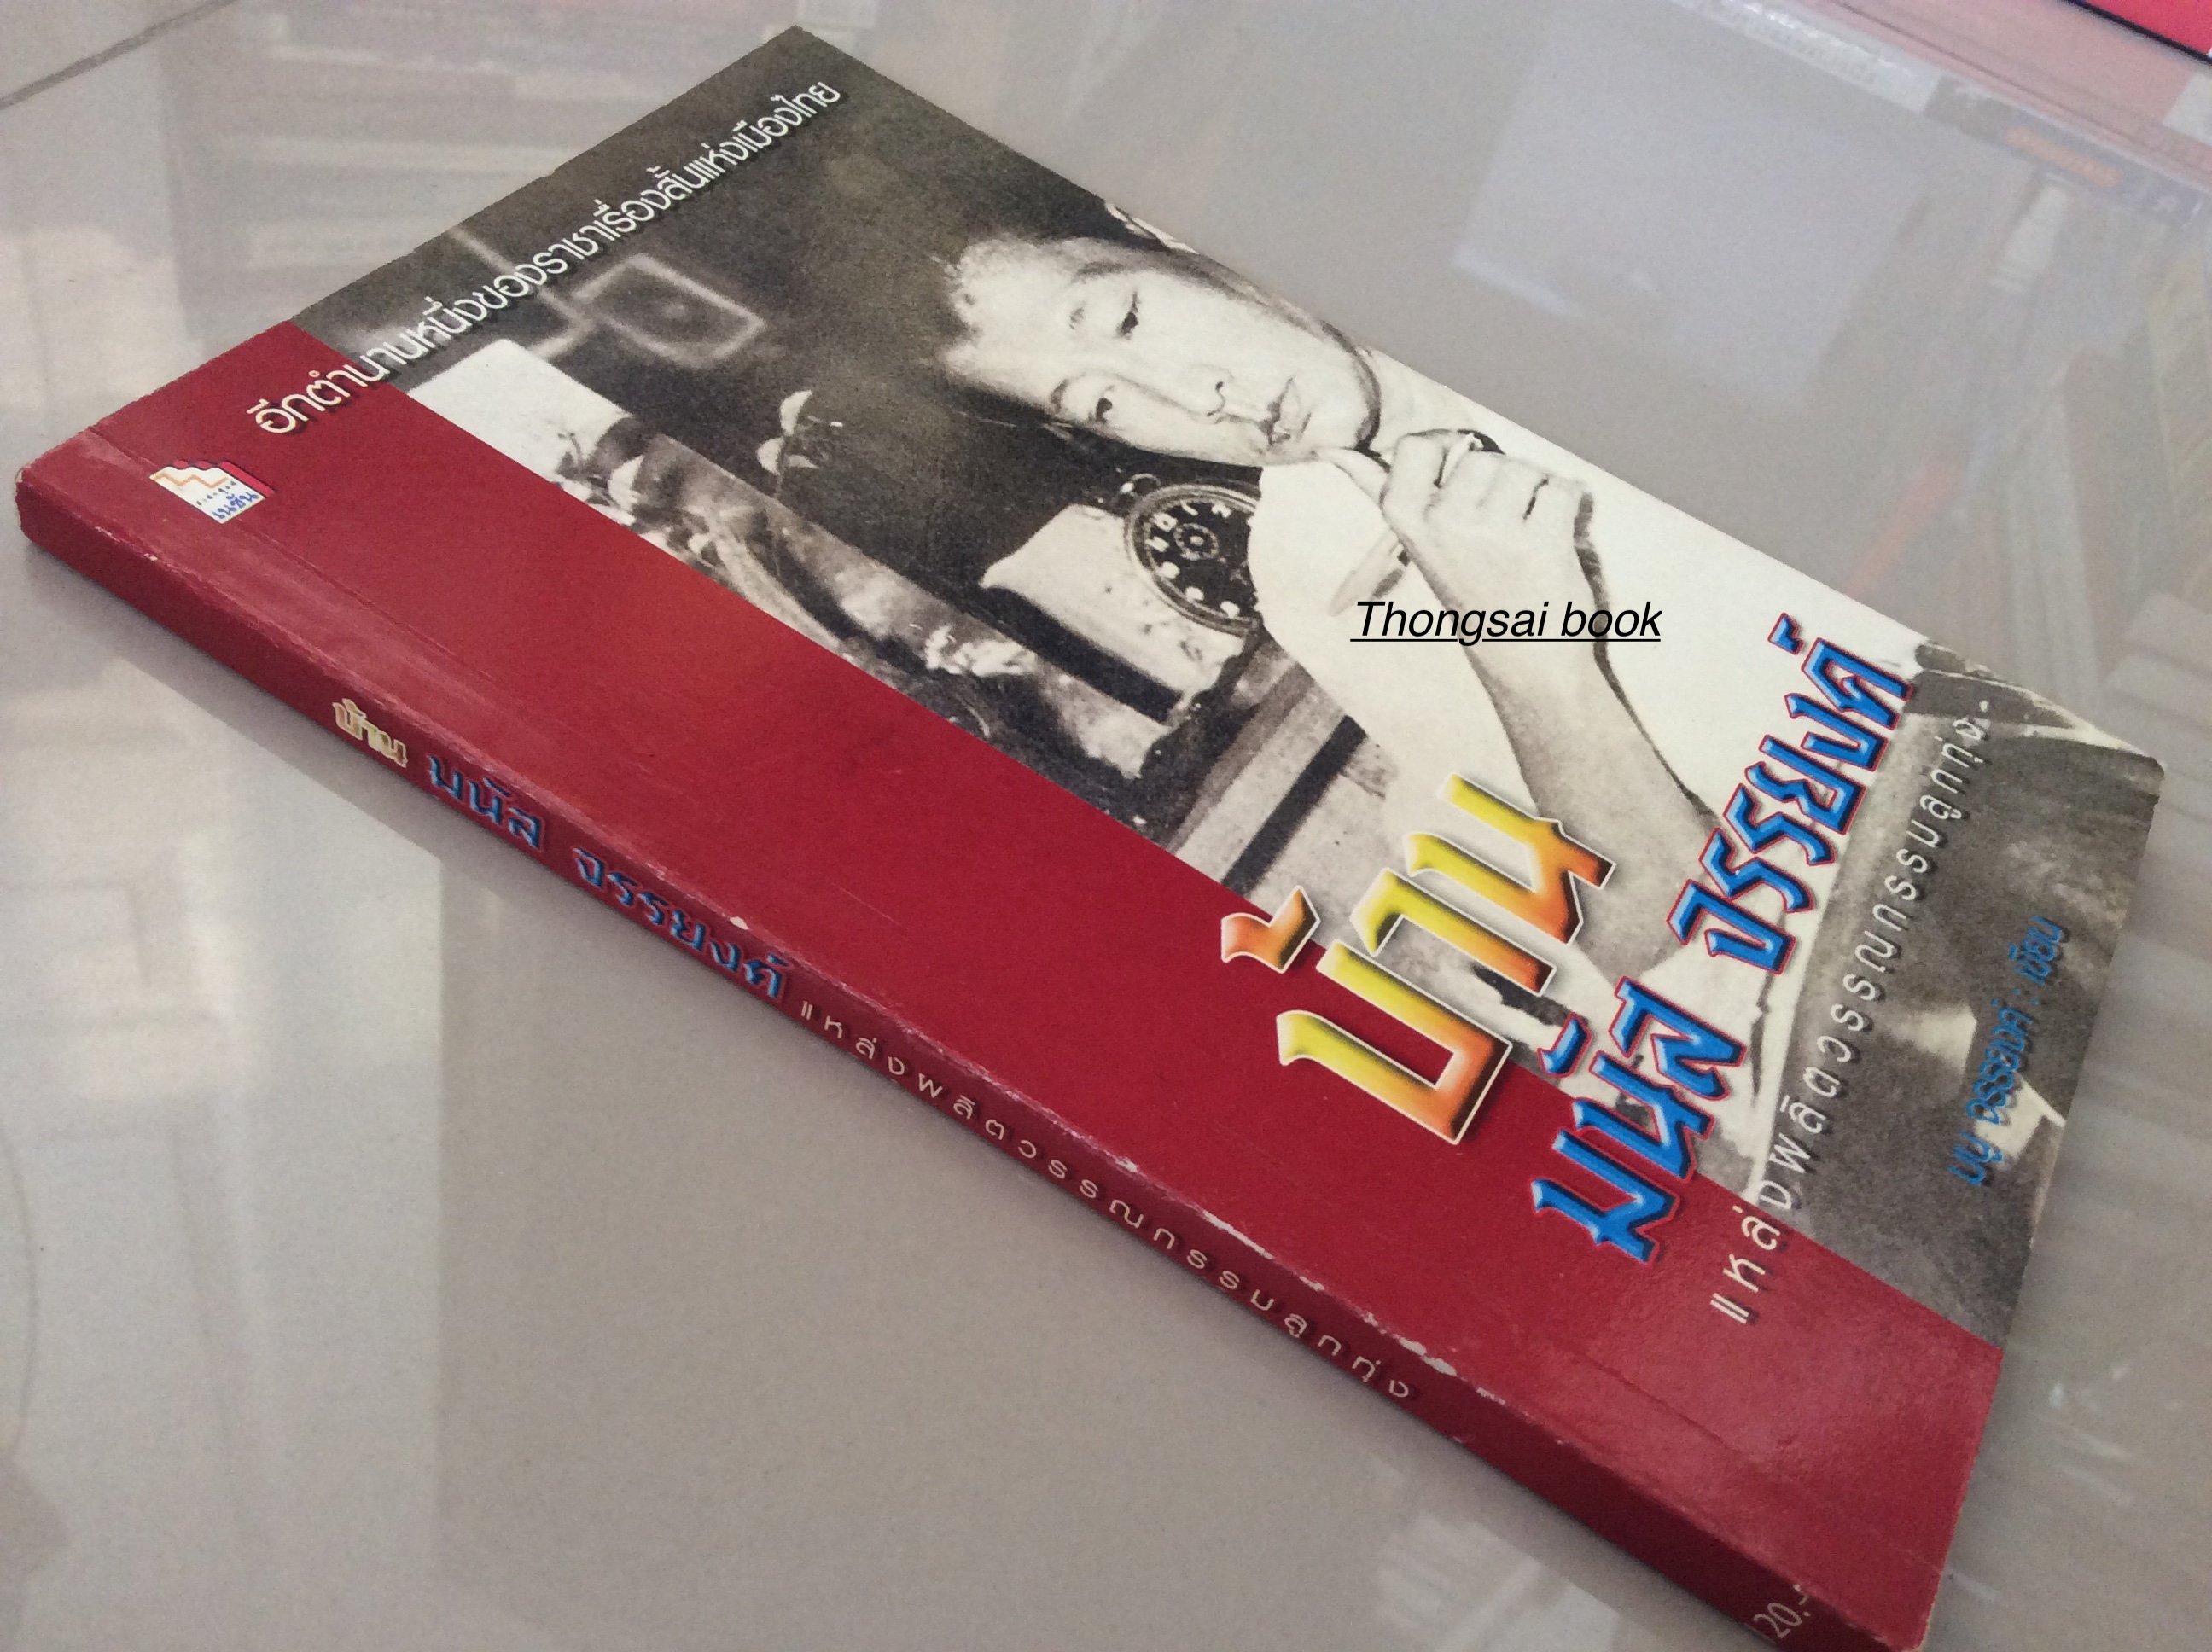 อีกตำนานหนึ่งของราชาเรื่องสั้นแห่งเมืองไทย
เนชั่น
Thongsai book
บ้าน
มนัส จรรยงค์
แหล่งผลิตวรรณกรรมลูกทุ่ง
จรรยงค์ : เขียน
บ้าน มนัส จรรยงค์ แหล่งผลิตวรรณกรรมลูกทุ่ง
20.-